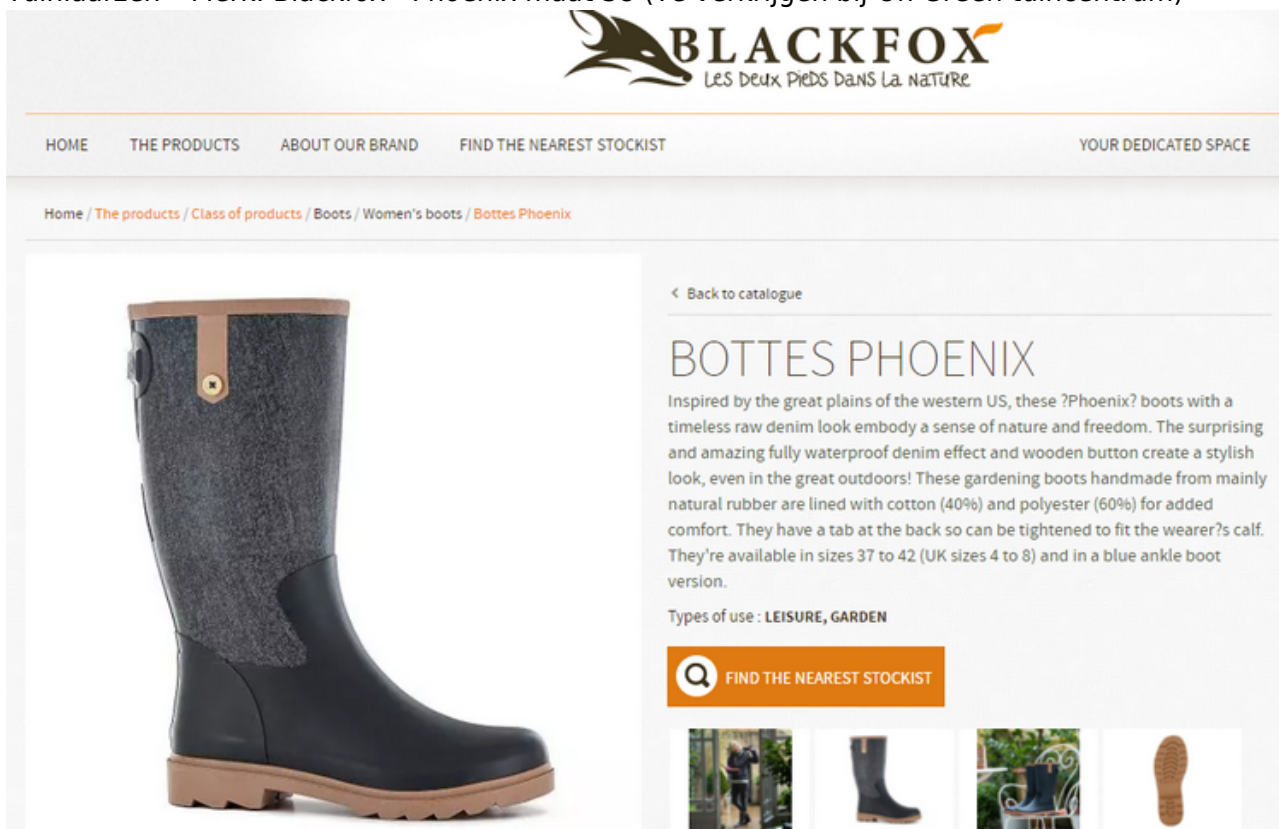 BLACKFOX
Les Deux PieDS DaNS La NaTURe
HOME THE PRODUCTS ABOUT OUR BRAND FIND THE NEAREST STOCKIST YOUR DEDICATED SPACE
Home / The products / Class of products / Boots / Women's boots / Bottes Phoenix
< Back to catalogue
BOTTES PHOENIX
Inspired by the great plains of the western US, these ?Phoenix? boots with a
timeless raw denim look embody a sense of nature and freedom. The surprising
and amazing fully waterproof denim effect and wooden button create a stylish
look, even in the great outdoors! These gardening boots handmade from mainly
natural rubber are lined with cotton (40%) and polyester (60%) for added
comfort. They have a tab at the back so can be tightened to fit the wearer?s calf.
They're available in sizes 37 to 42 (UK sizes 4 to 8) and in a blue ankle boot
version.
Types of use : LEISURE, GARDEN
FIND THE NEAREST STOCKIST